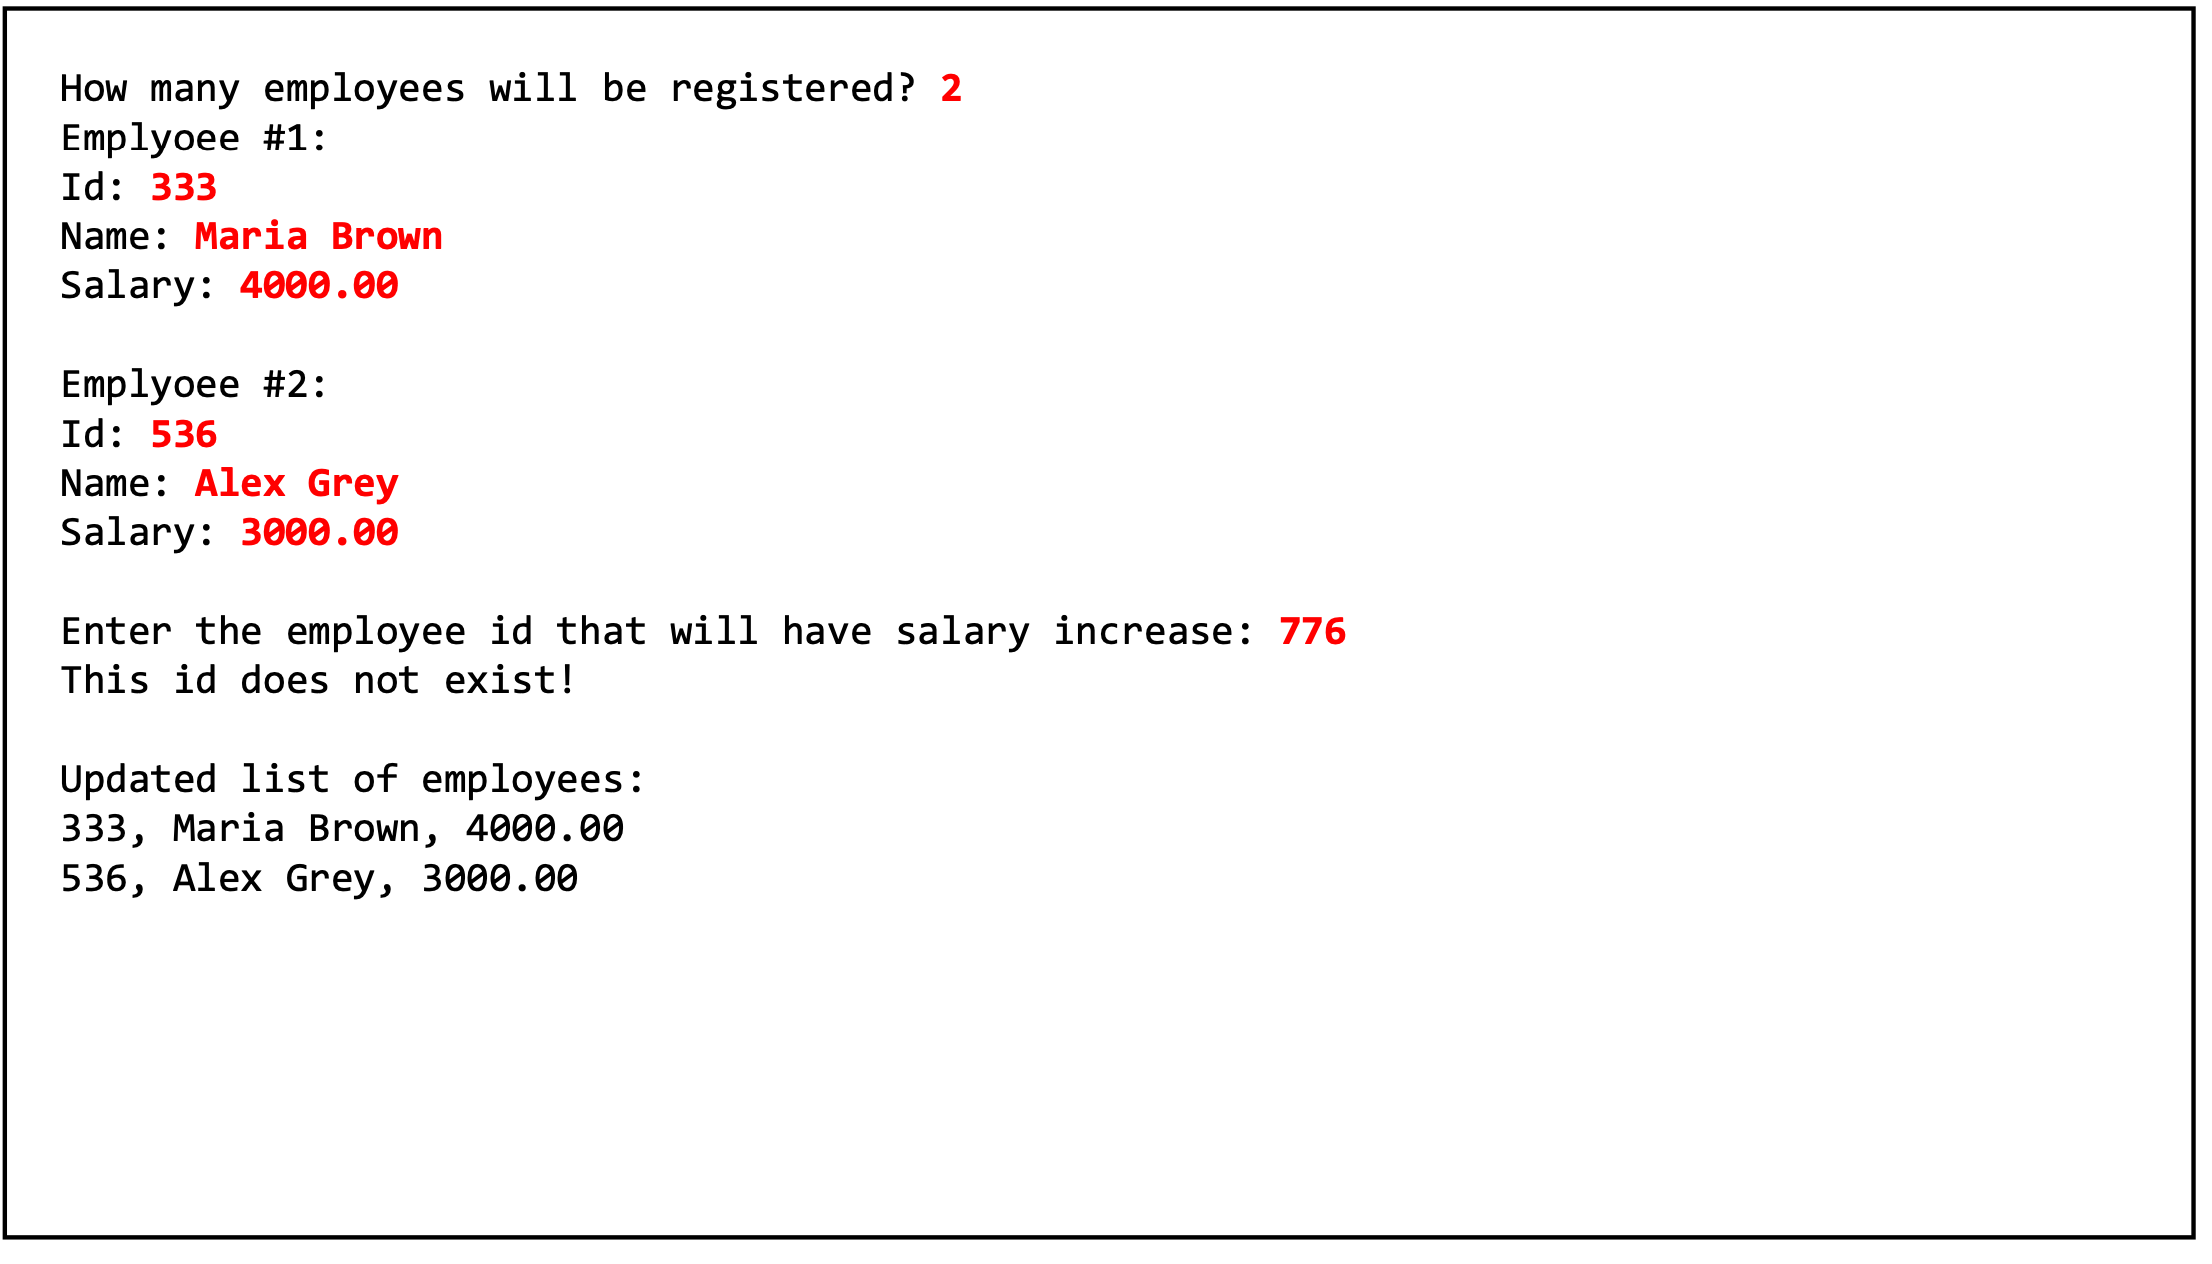 How many employees will be registered? 2
Emplyoee #1:
Id: 333
Name: Maria Brown
Salary: 4000.00
Emplyoee #2:
Id: 536
Name: Alex Grey
Salary: 3000.00
Enter the employee id that will have salary increase: 776
This id does not exist!
Updated list of employees:
333, Maria Brown, 4000.00
536, Alex Grey, 3000.00